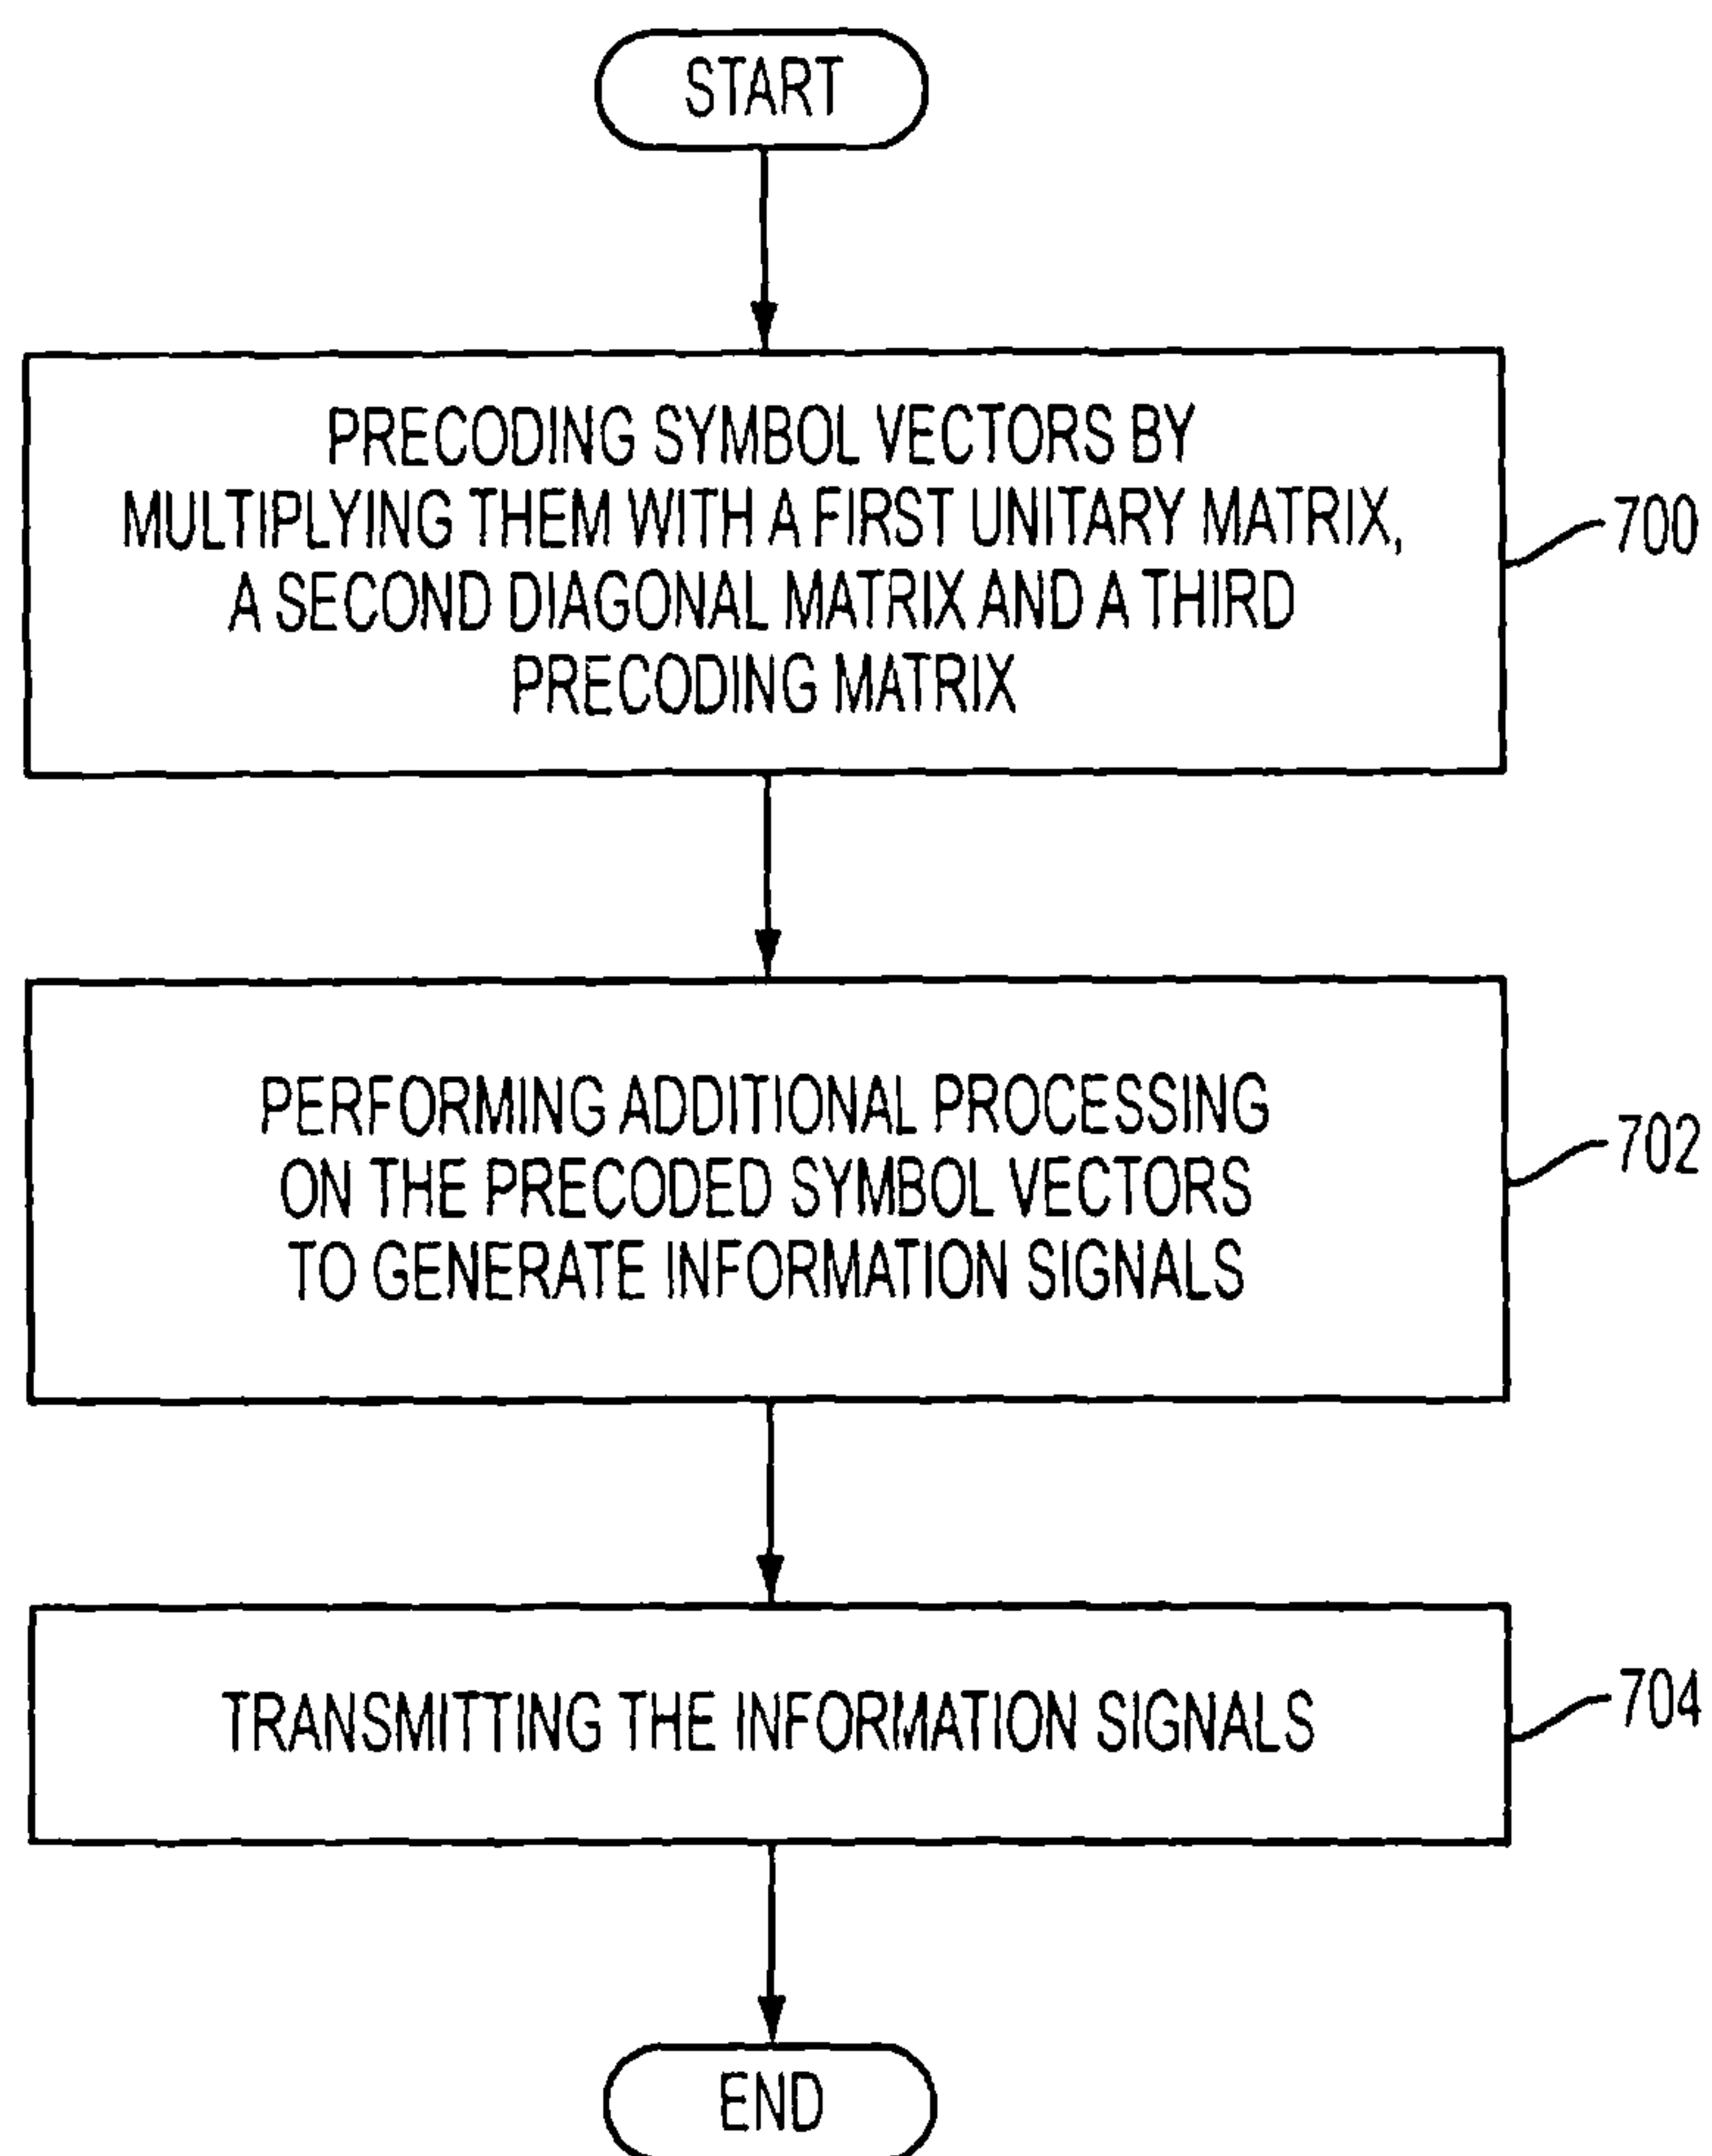 START
PRECODING SYMBOL VECTORS BY
MULTIPLYING THEM WITH A FIRST UNITARY MATRIX,
A SECOND DIAGONAL MATRIX AND A THIRD
PRECODING MATRIX
700
PERFORMING ADDITIONAL PROCESSING
ON THE PRECODED SYMBOL VECTORS
TO GENERATE INFORMATION SIGNALS
702
TRANSMITTING THE INFORMATION SIGNALS
704
END